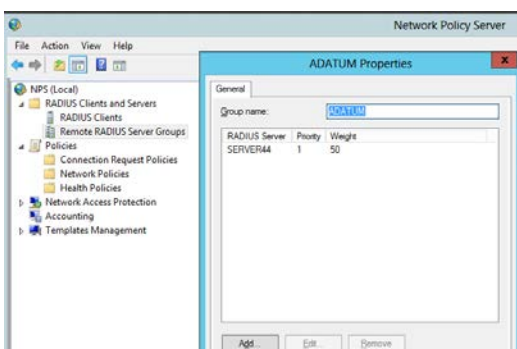 Network Policy Server
File Action View Help
NPS (Local)
RADIUS Clients and Servers
RADIUS Clients
Remote RADIUS Server Groups
Policies
Connection Request Policies
Network Policies
Health Policies
Network Access Protection
Accounting
Templates Management
ADATUM Properties
x
General
Group name: ADATUM
RADIUS Server Priority Weight
SERVER44 1 50
Add... Edit... Remove